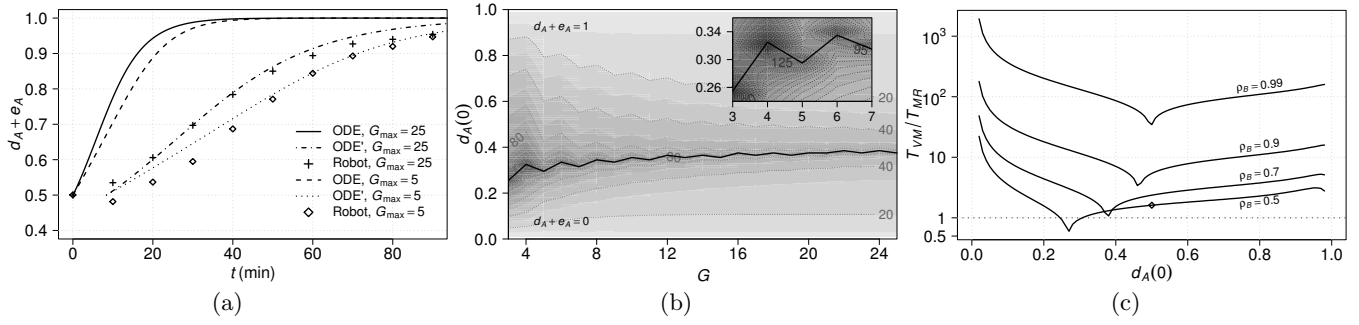 d_A + e_A
1.0
0.9
0.8
0.7
0.6
0.5
0.4
ODE, G_max = 25
ODE', G_max = 25
Robot, G_max = 25
ODE, G_max = 5
ODE', G_max = 5
Robot, G_max = 5
0 20 40 60 80
t (min)
(a)
d_A(0)
1.0
0.8
0.6
0.4
0.2
0.0
d_A + e_A = 1
d_A + e_A = 0
80
30
20
40
40
20
0.34
0.30
0.26
125
95
3 4 5 6 7
4 8 12 16 20 24
G
(b)
T_VM / T_MR
10³
10²
10
1
0.5
ρ_B = 0.99
ρ_B = 0.9
ρ_B = 0.7
ρ_B = 0.5
0.0 0.2 0.4 0.6 0.8 1.0
d_A(0)
(c)